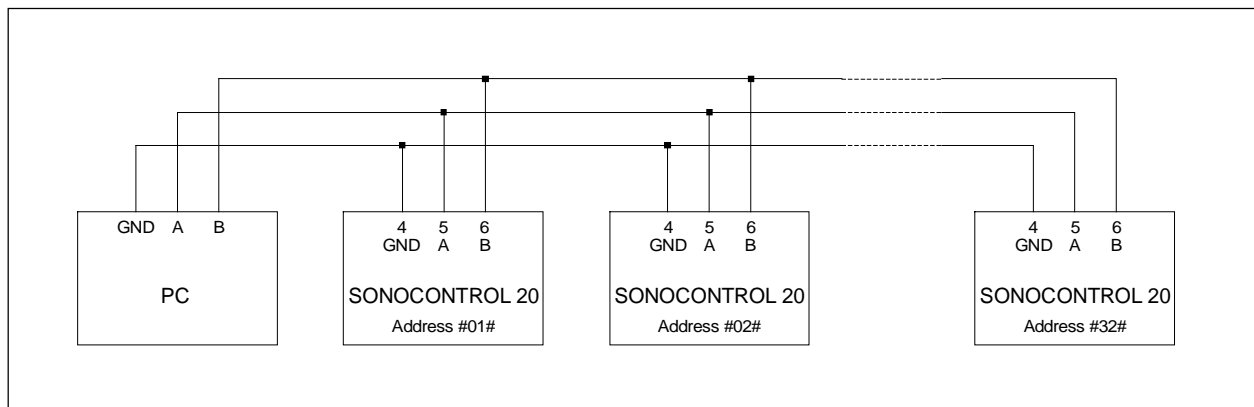 GND A B
PC
4 5 6
GND A B
SONOCONTROL 20
Address #01#
4 5 6
GND A B
SONOCONTROL 20
Address #02#
4 5 6
GND A B
SONOCONTROL 20
Address #32#